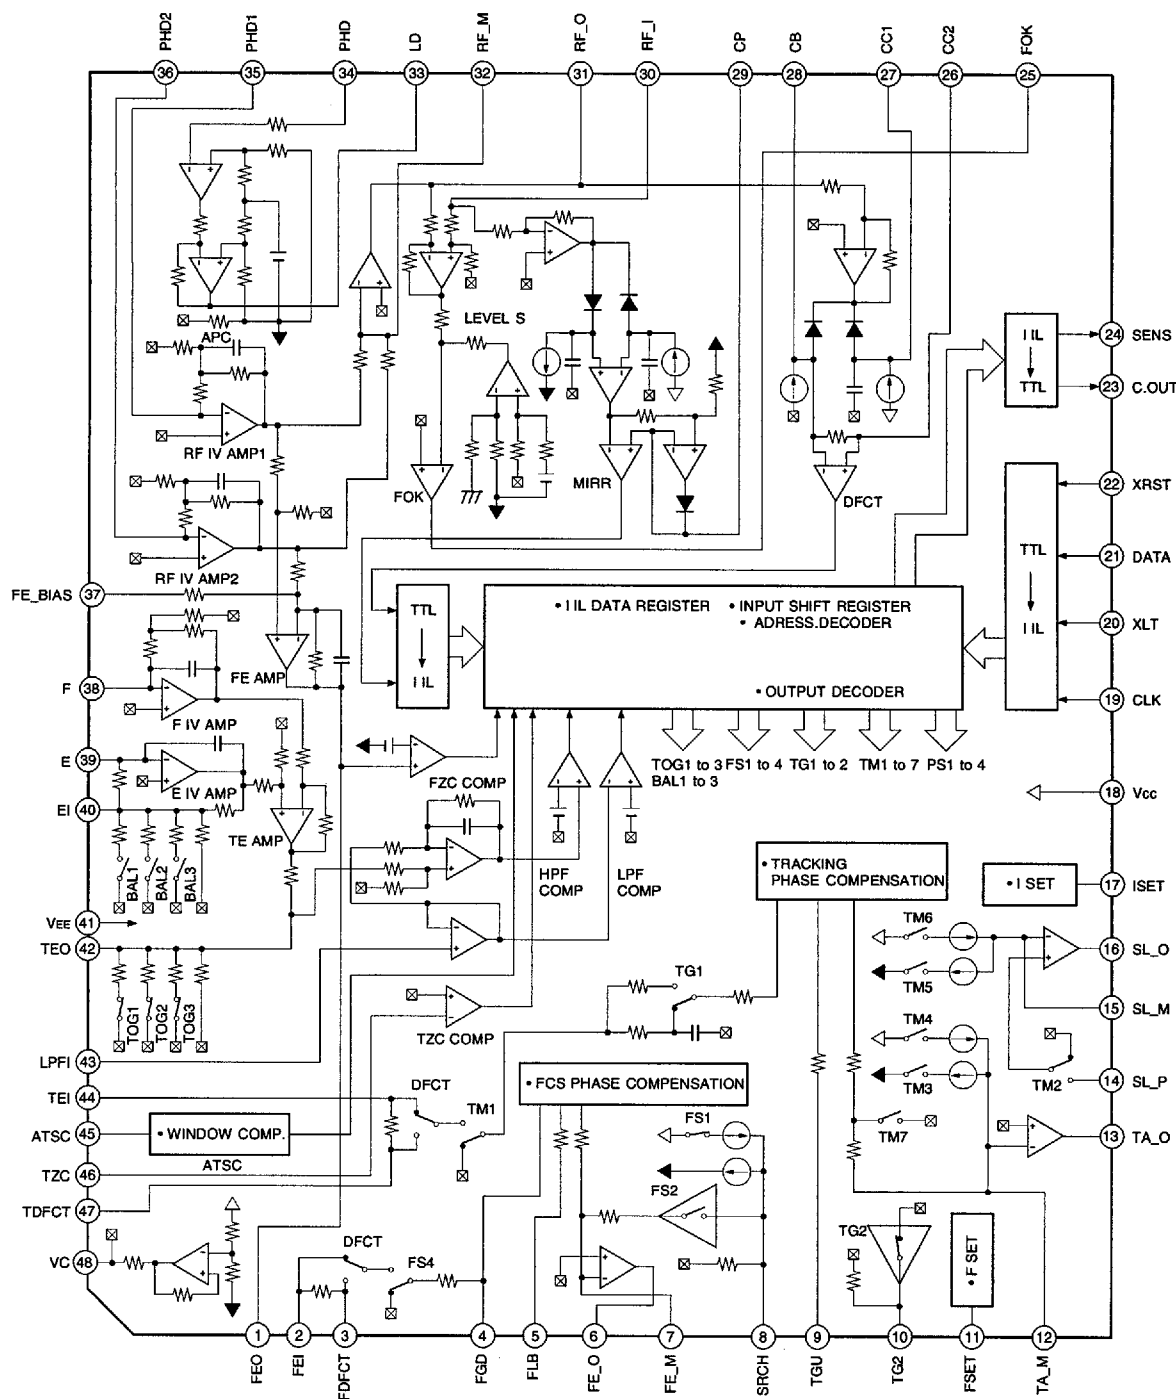 PHD2
PHD1
PHD
LD
RF_M
RF_O
RF_I
CP
CB
CC1
CC2
FOK
36
35
34
33
32
31
30
29
28
27
26
25
APC
LEVEL S
IIL
TTL
24 SENS
23 C.OUT
RF IV AMP1
FOK
MIRR
DFCT
22 XRST
RF IV AMP2
TTL
IIL
21 DATA
FE_BIAS 37
TTL
IIL
• IIL DATA REGISTER
• INPUT SHIFT REGISTER
• ADRESS.DECODER
20 XLT
FE AMP
F 38
F IV AMP
• OUTPUT DECODER
19 CLK
E 39
E IV AMP
FZC COMP
TOG1 to 3 FS1 to 4 TG1 to 2 TM1 to 7 PS1 to 4
BAL1 to 3
18 Vcc
EI 40
TE AMP
BAL1
BAL2
BAL3
HPF
COMP
LPF
COMP
• TRACKING
PHASE COMPENSATION
• I SET
17 ISET
VEE 41
TEO 42
TM6
16 SL_O
TM5
TG1
TOG1
TOG2
TOG3
TZC COMP
TM4
15 SL_M
LPFI 43
TM3
TM2
14 SL_P
TEI 44
DFCT
TM1
• FCS PHASE COMPENSATION
ATSC 45
• WINDOW COMP.
FS1
TM7
13 TA_O
ATSC
TZC 46
FS2
TDFCT 47
TG2
• F SET
VC 48
DFCT
FS4
1
2
3
4
5
6
7
8
9
10
11
12
FEO
FEI
FDFCT
FGD
FLB
FE_O
FE_M
SRCH
TGU
TG2
FSET
TA_M